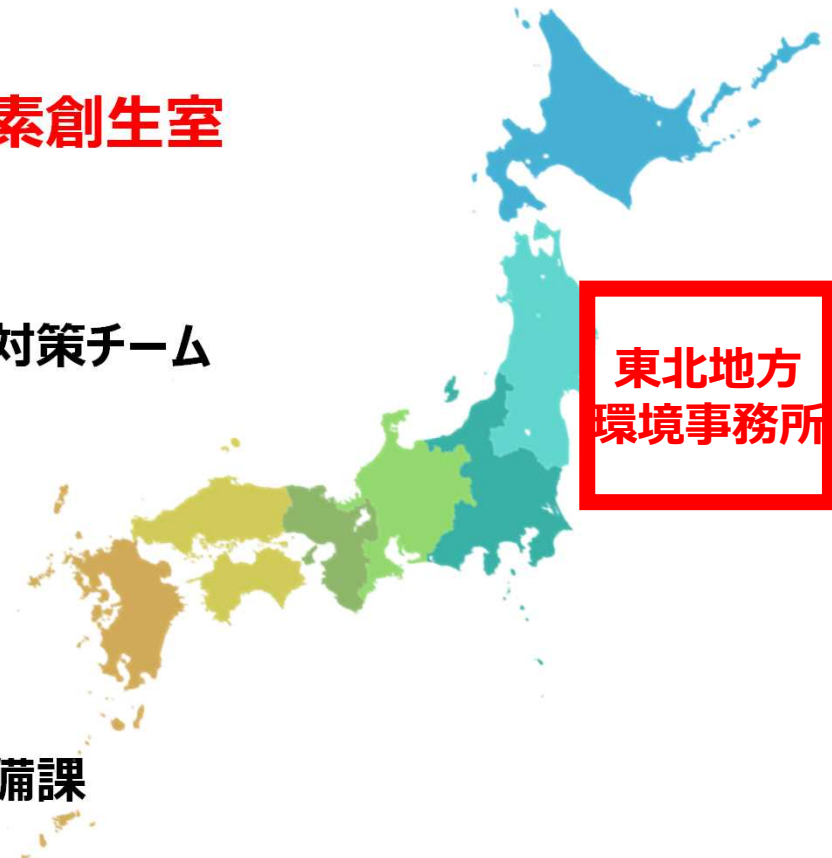 素創生室
対策チーム
東北地方
環境事務所
備課